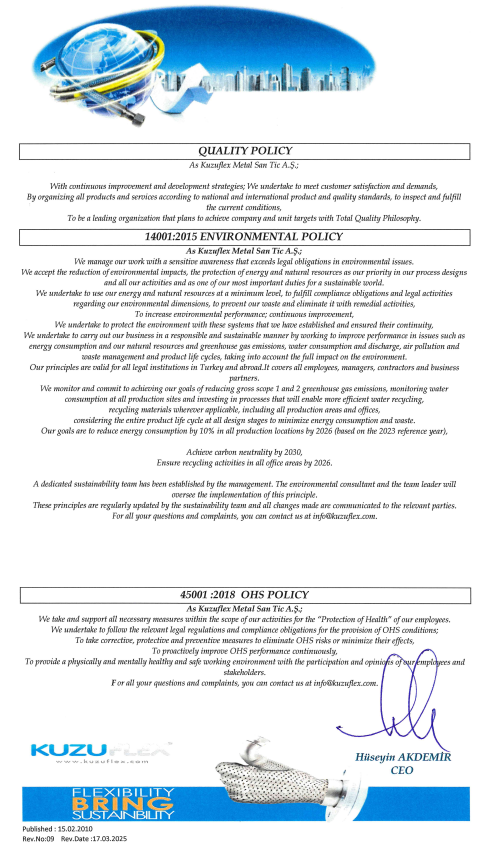 QUALITY POLICY
As Kuzuflex Metal San Tic A.Ş.;
With continuous improvement and development strategies; We undertake to meet customer satisfaction and demands,
By organizing all products and services according to national and international product and quality standards, to inspect and fulfill
the current conditions,
To be a leading organization that plans to achieve company and unit targets with Total Quality Philosophy.
14001:2015 ENVIRONMENTAL POLICY
As Kuzuflex Metal San Tic A.Ş.;
We manage our work with a sensitive awareness that exceeds legal obligations in environmental issues.
We accept the reduction of environmental impacts, the protection of energy and natural resources as our priority in our process designs
and all our activities and as one of our most important duties for a sustainable world.
We undertake to use our energy and natural resources at a minimum level, to fulfill compliance obligations and legal activities
regarding our environmental dimensions, to prevent our waste and eliminate it with remedial activities,
To increase environmental performance; continuous improvement,
We undertake to protect the environment with these systems that we have established and ensured their continuity,
We undertake to carry out our business in a responsible and sustainable manner by working to improve performance in issues such as
energy consumption and our natural resources and greenhouse gas emissions, water consumption and discharge, air pollution and
waste management and product life cycles, taking into account the full impact on the environment.
Our principles are valid for all legal institutions in Turkey and abroad.It covers all employees, managers, contractors and business
partners.
We monitor and commit to achieving our goals of reducing gross scope 1 and 2 greenhouse gas emissions, monitoring water
consumption at all production sites and investing in processes that will enable more efficient water recycling,
recycling materials wherever applicable, including all production areas and offices,
considering the entire product life cycle at all design stages to minimize energy consumption and waste.
Our goals are to reduce energy consumption by 10% in all production locations by 2026 (based on the 2023 reference year),
Achieve carbon neutrality by 2030,
Ensure recycling activities in all office areas by 2026.
A dedicated sustainability team has been established by the management. The environmental consultant and the team leader will
oversee the implementation of this principle.
These principles are regularly updated by the sustainability team and all changes made are communicated to the relevant parties.
For all your questions and complaints, you can contact us at info@kuzuflex.com.
45001 :2018 OHS POLICY
As Kuzuflex Metal San Tic A.Ş.;
We take and support all necessary measures within the scope of our activities for the "Protection of Health" of our employees.
We undertake to follow the relevant legal regulations and compliance obligations for the provision of OHS conditions;
To take corrective, protective and preventive measures to eliminate OHS risks or minimize their effects,
To proactively improve OHS performance continuously,
To provide a physically and mentally healthy and safe working environment with the participation and opinions of our employees and
stakeholders.
F or all your questions and complaints, you can contact us at info@kuzuflex.com.
KUZUFLEX
www.kuzuflex.com
Hüseyin AKDEMİR
CEO
FLEXIBILITY
BRING
SUSTAINBILITY
Published : 15.02.2010
Rev.No:09 Rev.Date :17.03.2025